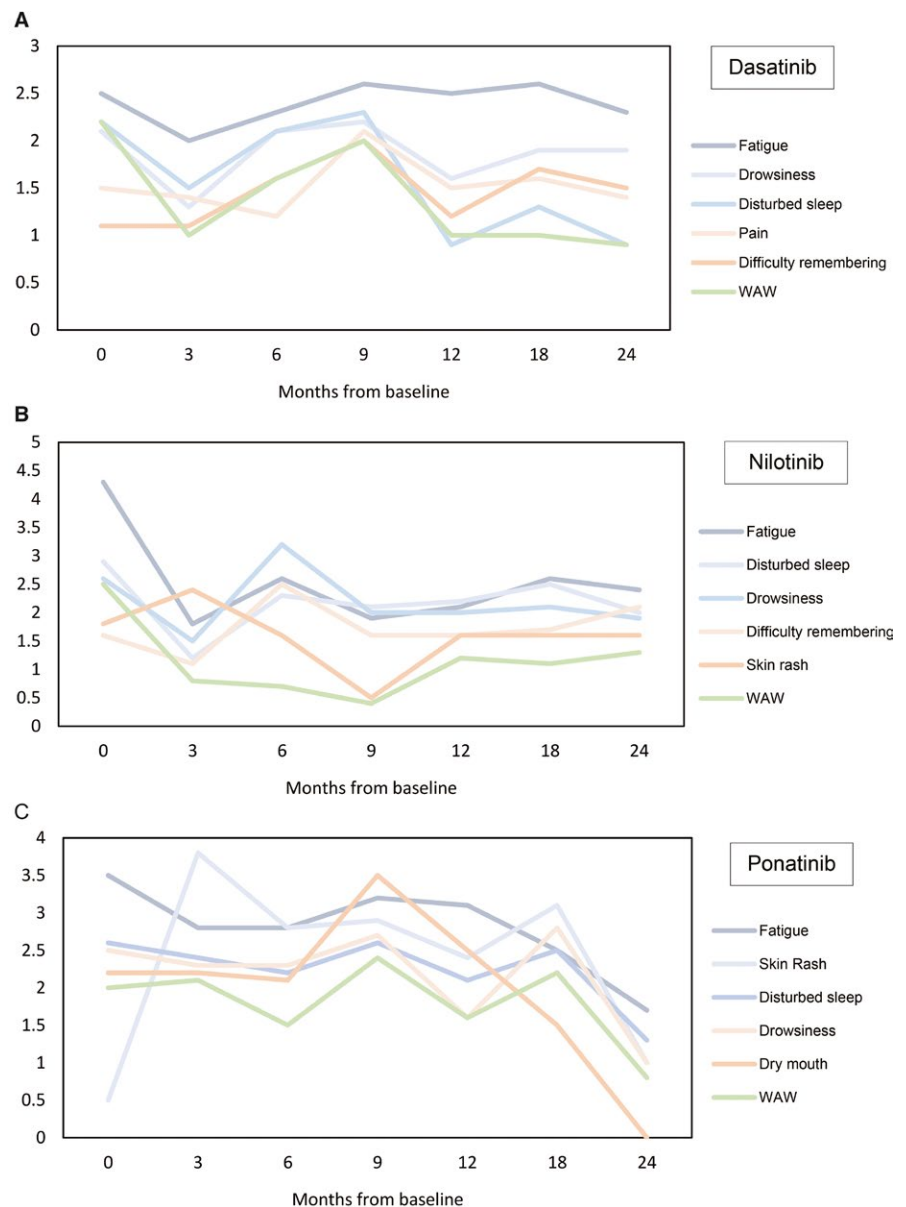 A
Dasatinib
3
2.5
2
1.5
1
0.5
0
0 3 6 9 12 18 24
Months from baseline
Fatigue
Drowsiness
Disturbed sleep
Pain
Difficulty remembering
WAW
B
Nilotinib
5
4.5
4
3.5
3
2.5
2
1.5
1
0.5
0
0 3 6 9 12 18 24
Months from baseline
Fatigue
Disturbed sleep
Drowsiness
Difficulty remembering
Skin rash
WAW
C
Ponatinib
4
3.5
3
2.5
2
1.5
1
0.5
0
0 3 6 9 12 18 24
Months from baseline
Fatigue
Skin Rash
Disturbed sleep
Drowsiness
Dry mouth
WAW